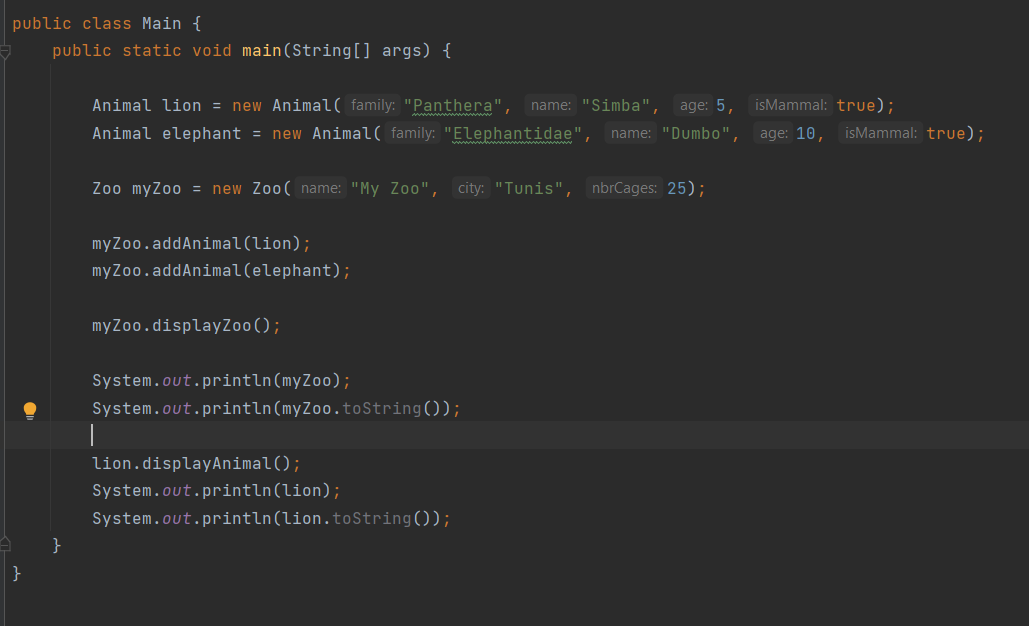 public class Main {
public static void main(String[] args) {
Animal lion = new Animal( family: "Panthera", name: "Simba", age: 5, isMammal: true);
Animal elephant = new Animal( family: "Elephantidae", name: "Dumbo", age: 10, isMammal: true);
Zoo myZoo = new Zoo( name: "My Zoo", city: "Tunis", nbrCages: 25);
myZoo.addAnimal(lion);
myZoo.addAnimal(elephant);
myZoo.displayZoo();
System.out.println(myZoo);
System.out.println(myZoo.toString());
lion.displayAnimal();
System.out.println(lion);
System.out.println(lion.toString());
}
}